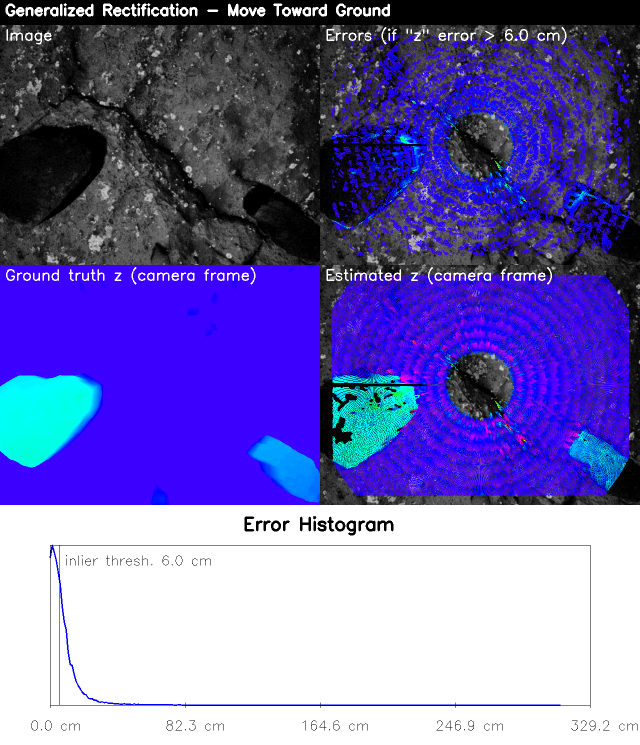 Generalized Rectification - Move Toward Ground
Image
Errors (if "z" error > 6.0 cm)
Ground truth z (camera frame)
Estimated z (camera frame)
Error Histogram
inlier thresh. 6.0 cm
0.0 cm
82.3 cm
164.6 cm
246.9 cm
329.2 cm